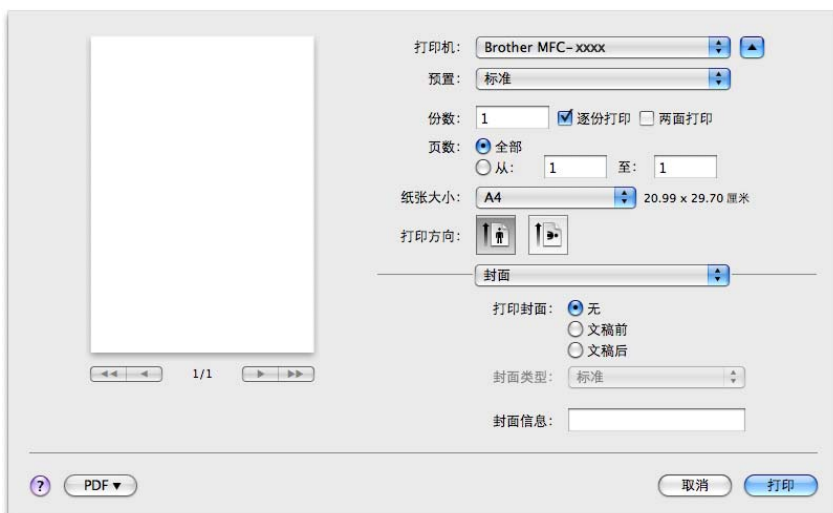 打印机: Brother MFC-xxxx
预置: 标准
份数: 1 逐份打印 两面打印
页数: 全部
从: 1 至: 1
纸张大小: A4 20.99 x 29.70 厘米
打印方向:
封面
打印封面: 无
文稿前
文稿后
封面类型: 标准
封面信息:
1/1
? PDF▼ 取消 打印